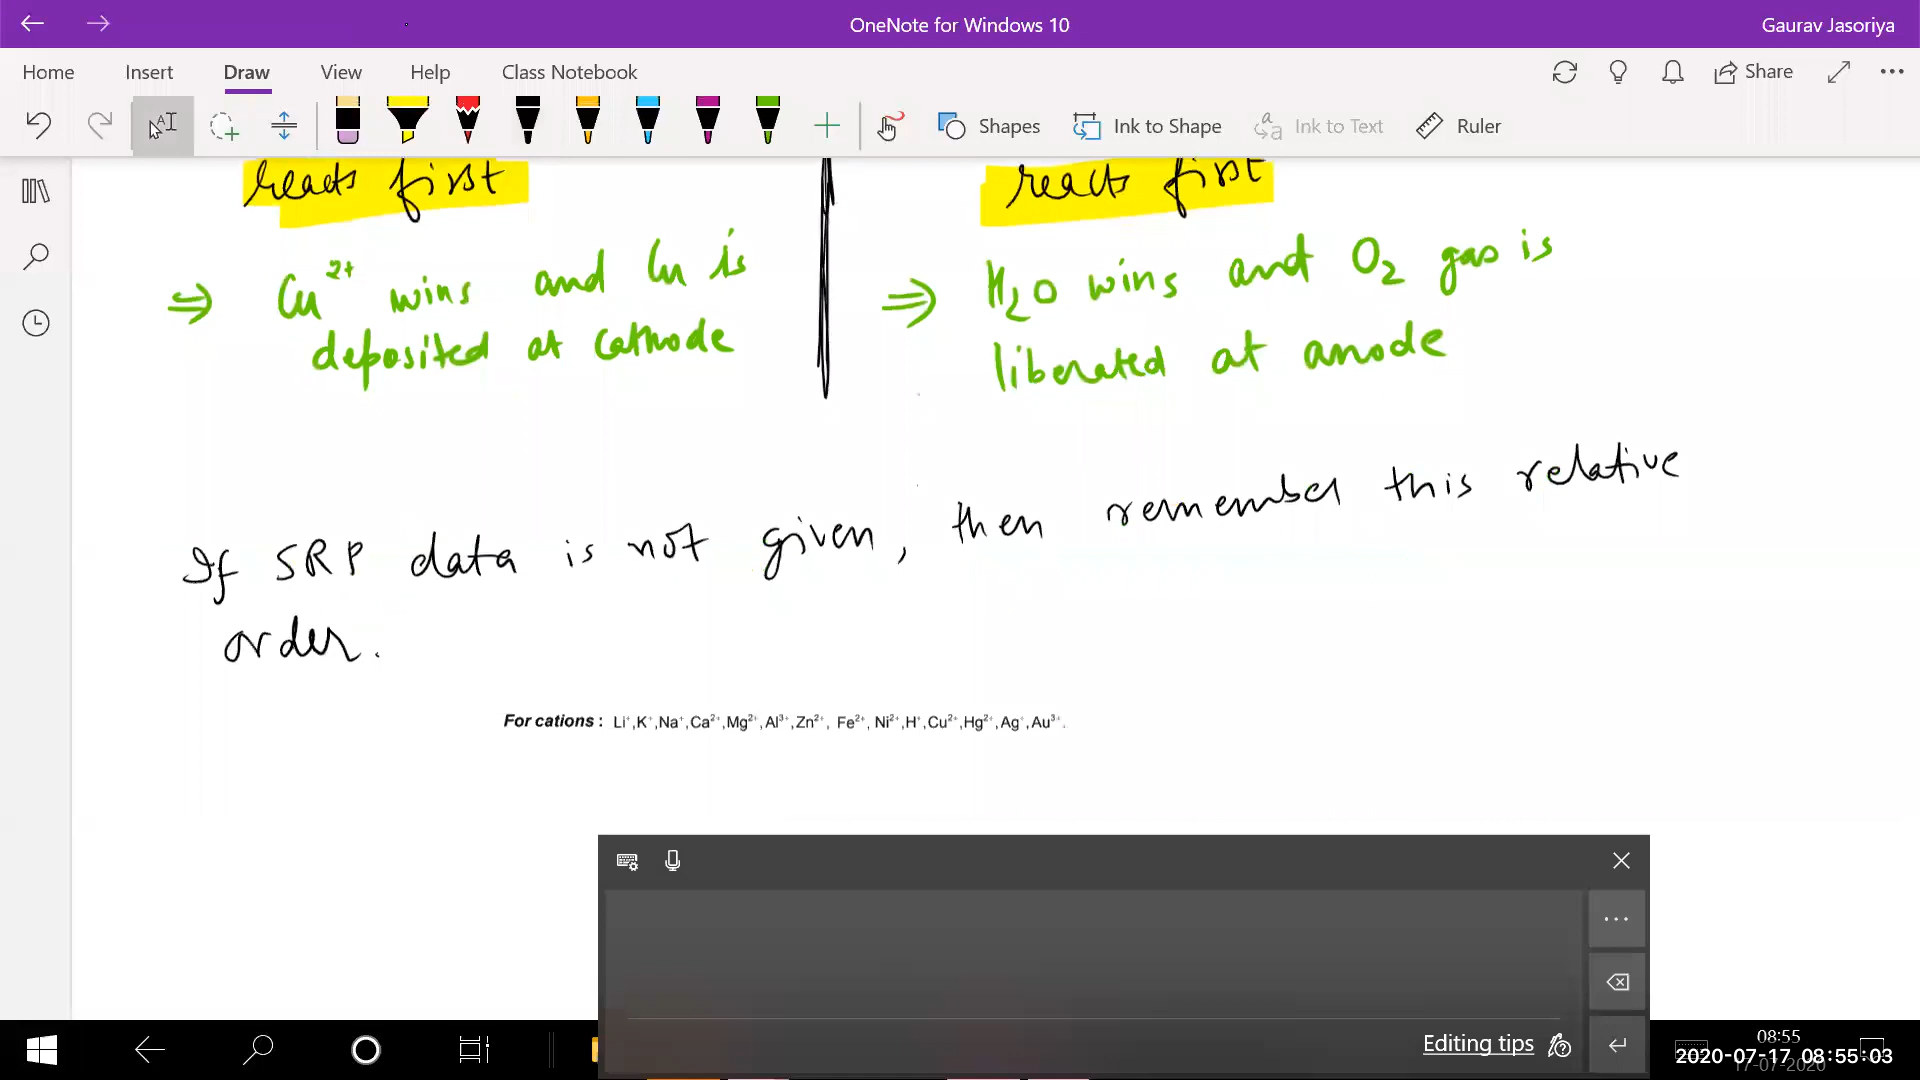 OneNote for Windows 10
Gaurav Jasoriya
Home Insert Draw View Help Class Notebook
Share
Shapes Ink to Shape Ink to Text Ruler
reacts first
reacts first
⇒ Cu²⁺ wins and Cu is
deposited at cathode
⇒ H₂O wins and O₂ gas is
liberated at anode
If SRP data is not given, then remember this relative
order.
For cations : Li⁺,K⁺,Na⁺,Ca²⁺,Mg²⁺,Al³⁺,Zn²⁺, Fe²⁺, Ni²⁺,H⁺,Cu²⁺,Hg²⁺,Ag⁺,Au³⁺.
Editing tips
08:55
17-07-2020
2020-07-17 08:55:03